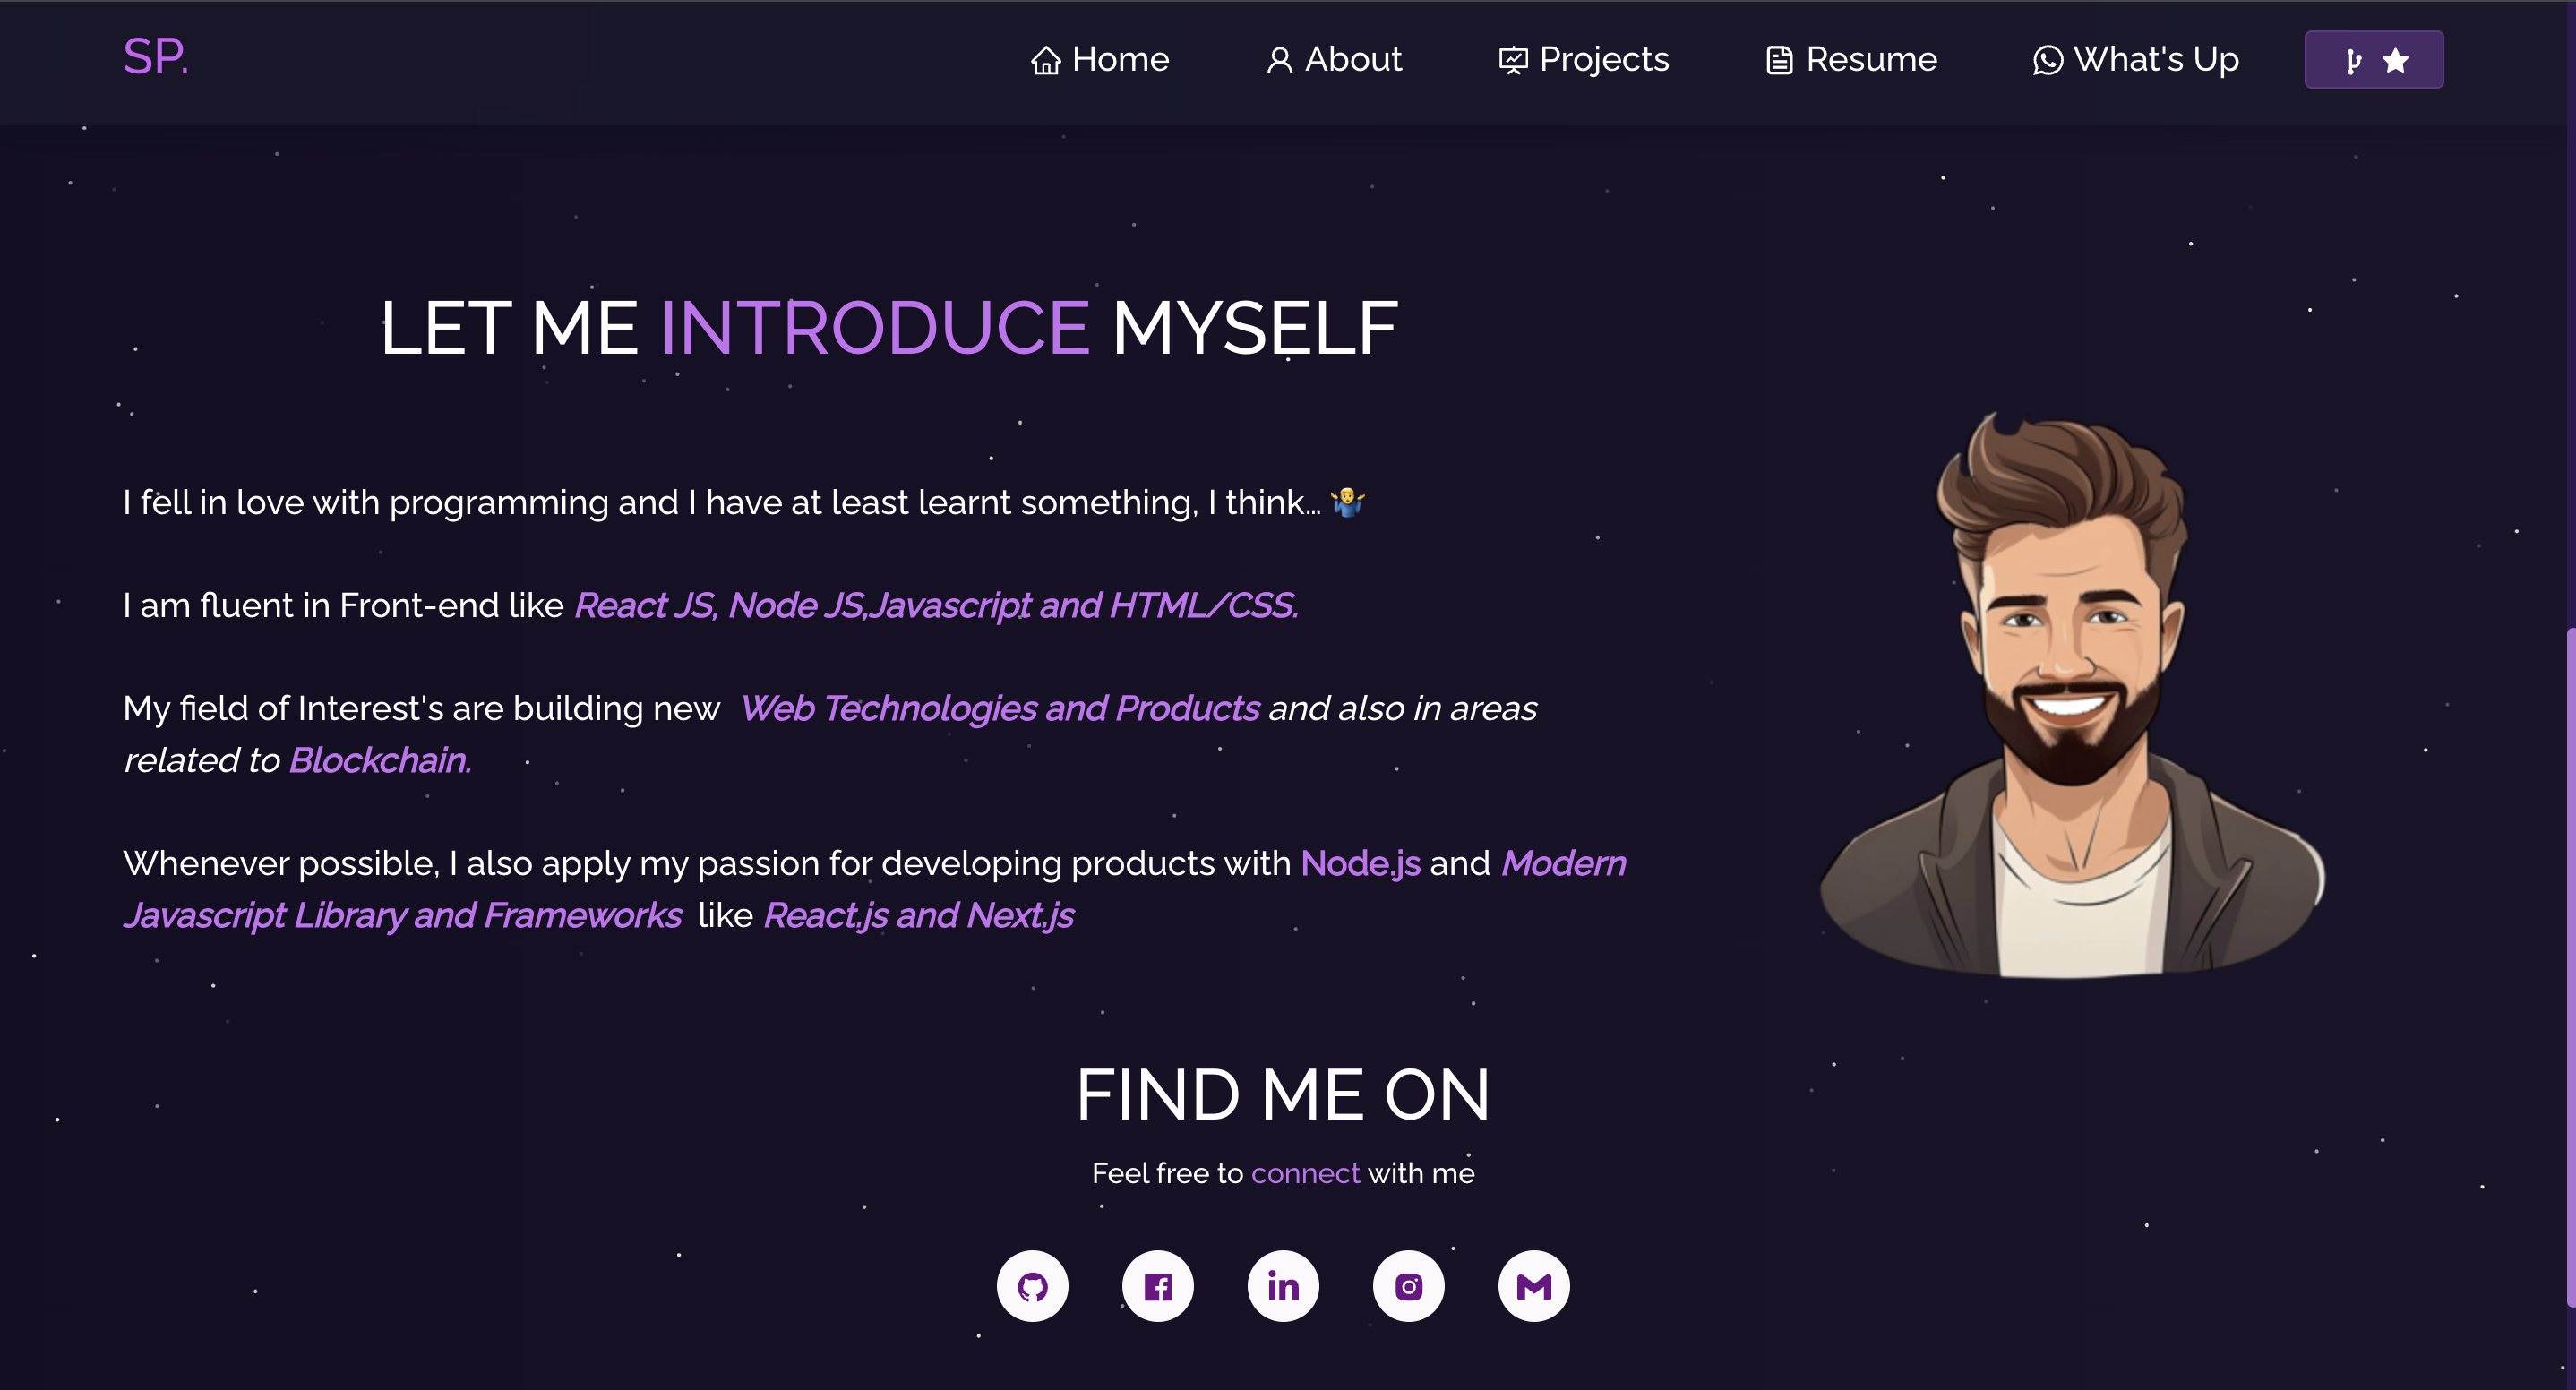 SP.
Home
About
Projects
Resume
What's Up
LET ME INTRODUCE MYSELF
I fell in love with programming and I have at least learnt something, I think… 🤷‍♂️
I am fluent in Front-end like React JS, Node JS,Javascript and HTML/CSS.
My field of Interest's are building new Web Technologies and Products and also in areas
related to Blockchain.
Whenever possible, I also apply my passion for developing products with Node.js and Modern
Javascript Library and Frameworks like React.js and Next.js
FIND ME ON
Feel free to connect with me